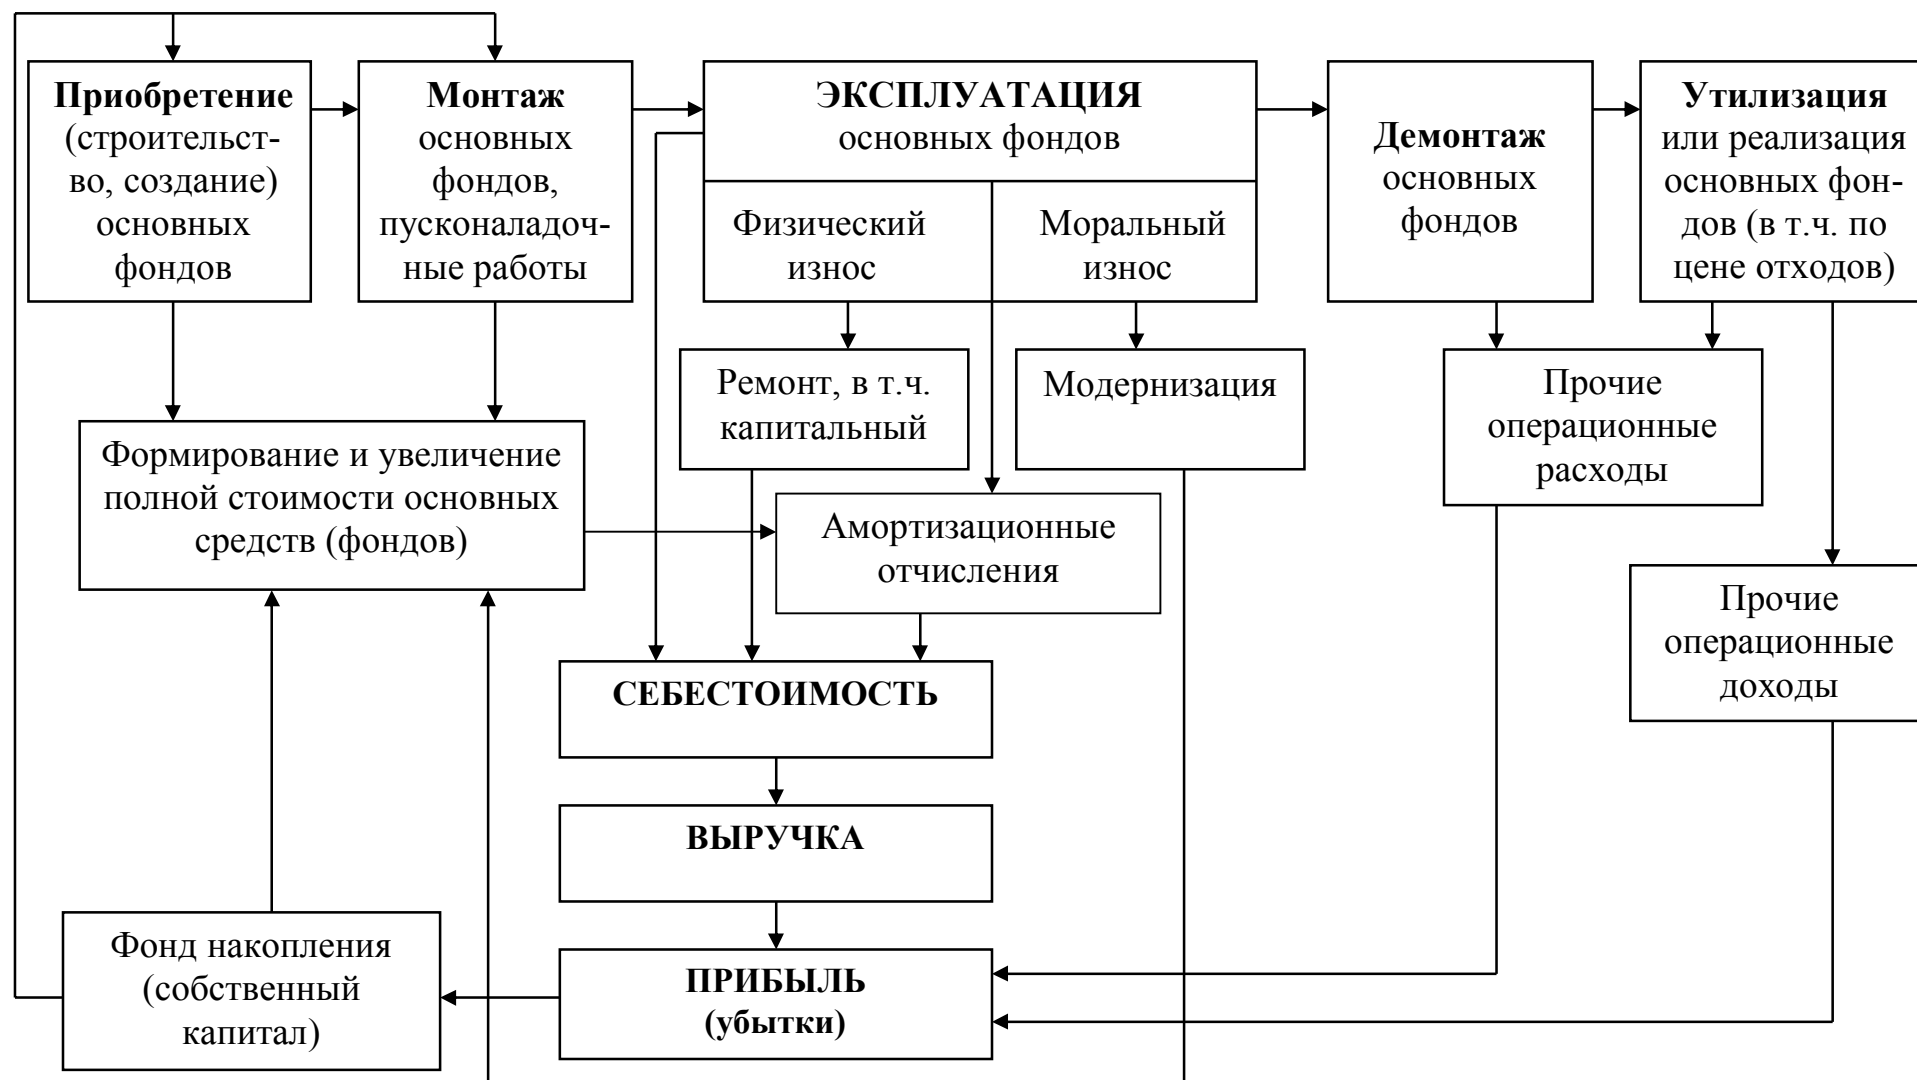 Приобретение
(строительст-
во, создание)
основных
фондов
Монтаж
основных
фондов,
пусконаладоч-
ные работы
ЭКСПЛУАТАЦИЯ
основных фондов
Физический
износ
Моральный
износ
Демонтаж
основных
фондов
Утилизация
или реализация
основных фон-
дов (в т.ч. по
цене отходов)
Ремонт, в т.ч.
капитальный
Модернизация
Прочие
операционные
расходы
Формирование и увеличение
полной стоимости основных
средств (фондов)
Амортизационные
отчисления
Прочие
операционные
доходы
СЕБЕСТОИМОСТЬ
ВЫРУЧКА
Фонд накопления
(собственный
капитал)
ПРИБЫЛЬ
(убытки)